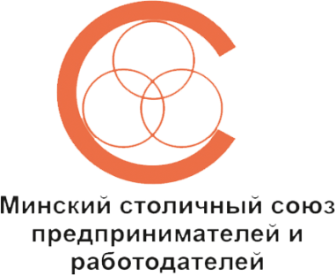 Минский столичный союз
предпринимателей и
работодателей